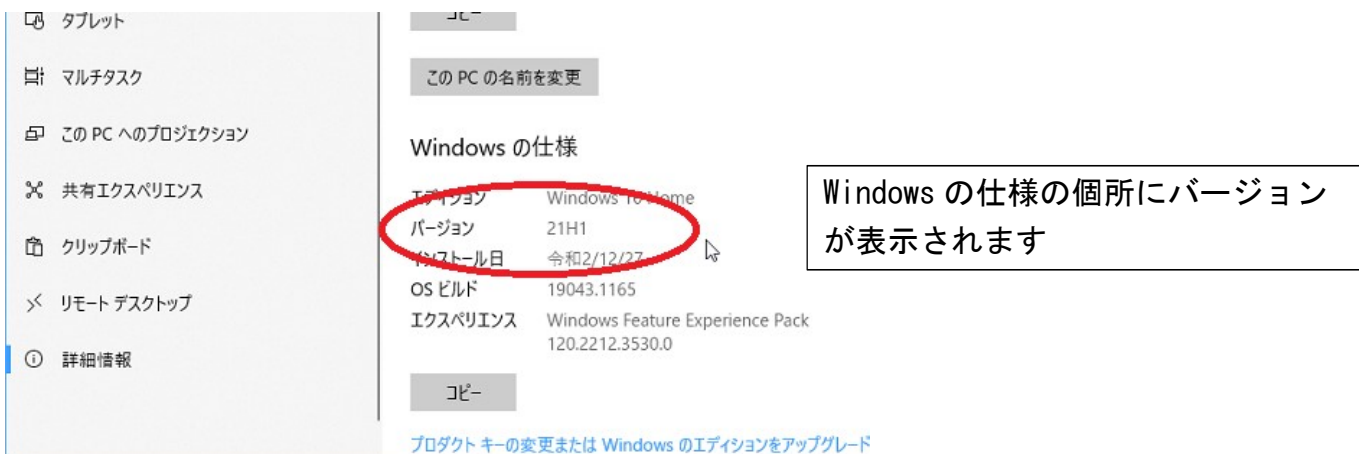 タブレット
コピー
マルチタスク
この PC の名前を変更
この PC へのプロジェクション
Windows の仕様
共有エクスペリエンス
エディション Windows 10 Home
バージョン 21H1
クリップボード
インストール日 令和2/12/27
OS ビルド 19043.1165
リモート デスクトップ
エクスペリエンス Windows Feature Experience Pack
120.2212.3530.0
詳細情報
コピー
プロダクト キーの変更または Windows のエディションをアップグレード
Windows の仕様の個所にバージョン
が表示されます